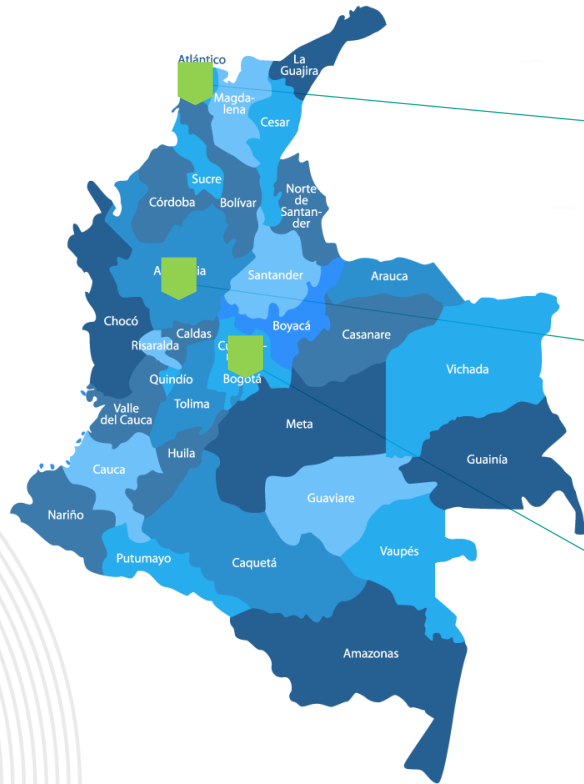 Atlántico
La
Guajira
Magda-
lena
Cesar
Sucre
Córdoba
Bolívar
Norte
de
Santan-
der
Santander
Arauca
Chocó
Boyacá
Caldas
Casanare
Risaralda
Vichada
Quindío
Bogotá
Tolima
Valle
del Cauca
Meta
Huila
Guainía
Cauca
Guaviare
Nariño
Vaupés
Putumayo
Caquetá
Amazonas